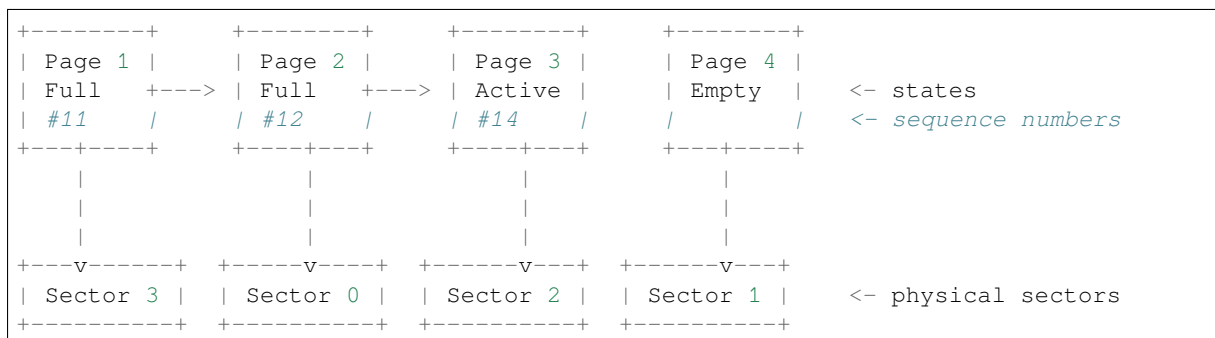 +--------+     +--------+     +--------+     +--------+
| Page 1 |     | Page 2 |     | Page 3 |     | Page 4 |
| Full   +---> | Full   +---> | Active |     | Empty  |   <- states
| #11    |     | #12    |     | #14    |     |        |   <- sequence numbers
+---+----+     +----+---+     +----+---+     +---+----+
    |               |              |             |
    |               |              |             |
    |               |              |             |
+---v------+  +-----v----+  +------v---+  +------v---+
| Sector 3 |  | Sector 0 |  | Sector 2 |  | Sector 1 |    <- physical sectors
+----------+  +----------+  +----------+  +----------+